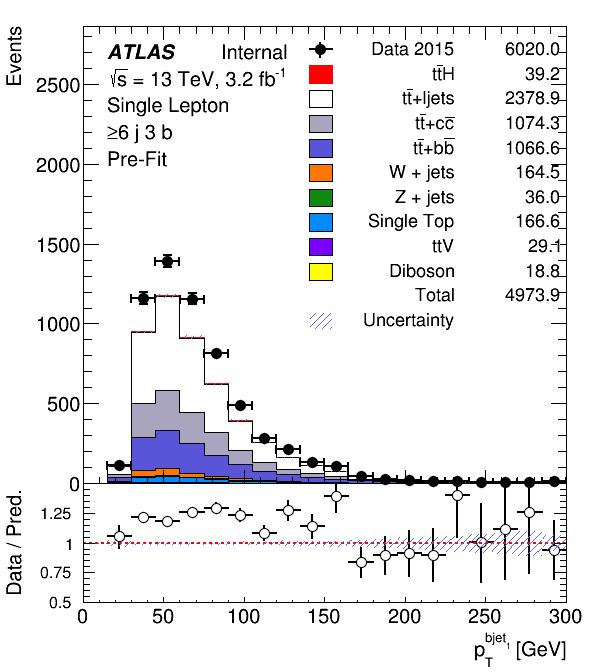 Events
ATLAS Internal
√s = 13 TeV, 3.2 fb⁻¹
Single Lepton
≥6 j 3 b
Pre-Fit
Data 2015 6020.0
tt̄H 39.2
tt̄+ljets 2378.9
tt̄+cc̄ 1074.3
tt̄+bb̄ 1066.6
W + jets 164.5
Z + jets 36.0
Single Top 166.6
ttV 29.1
Diboson 18.8
Total 4973.9
Uncertainty
2500
2000
1500
1000
500
0
Data / Pred.
1.25
1
0.75
0.5
0 50 100 150 200 250 300
p_T^bjet, [GeV]